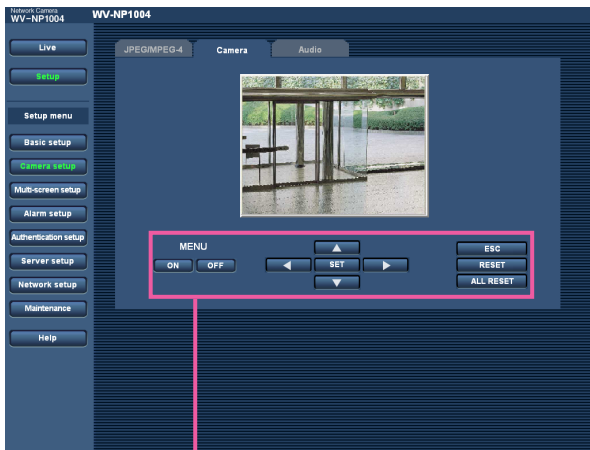 Network Camera
WV-NP1004
WV-NP1004
Live
Setup
Setup menu
Basic setup
Camera setup
Multi-screen setup
Alarm setup
Authentication setup
Server setup
Network setup
Maintenance
Help
JPEG/MPEG-4 Camera Audio
MENU
ON OFF
SET
ESC
RESET
ALL RESET